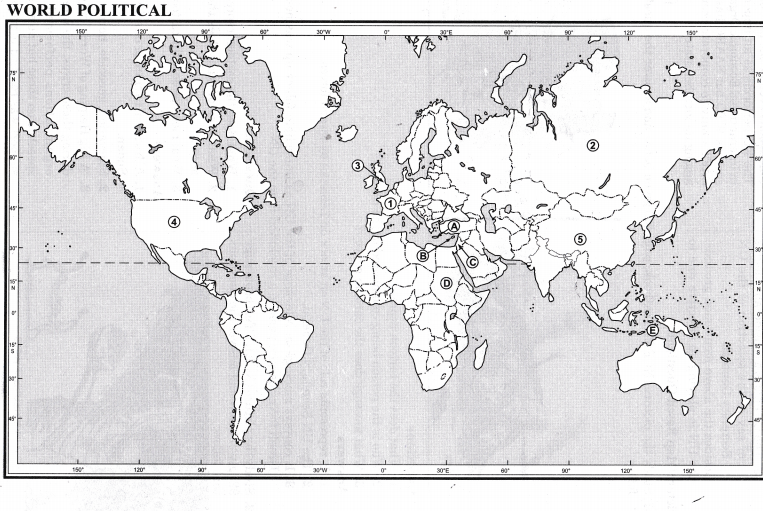 WORLD POLITICAL
150° 120° 90° 60° 30°W 0° 30°E 60° 90° 120° 150°
75° N 75° N
60° 60°
45° 45°
30° 30°
15° N 15° N
0° 0°
15° S 15° S
30° 30°
45° 45°
150° 120° 90° 60° 30°W 0° 30°E 60° 90° 120° 150°
2
3
1
4
A
5
B
C
D
E